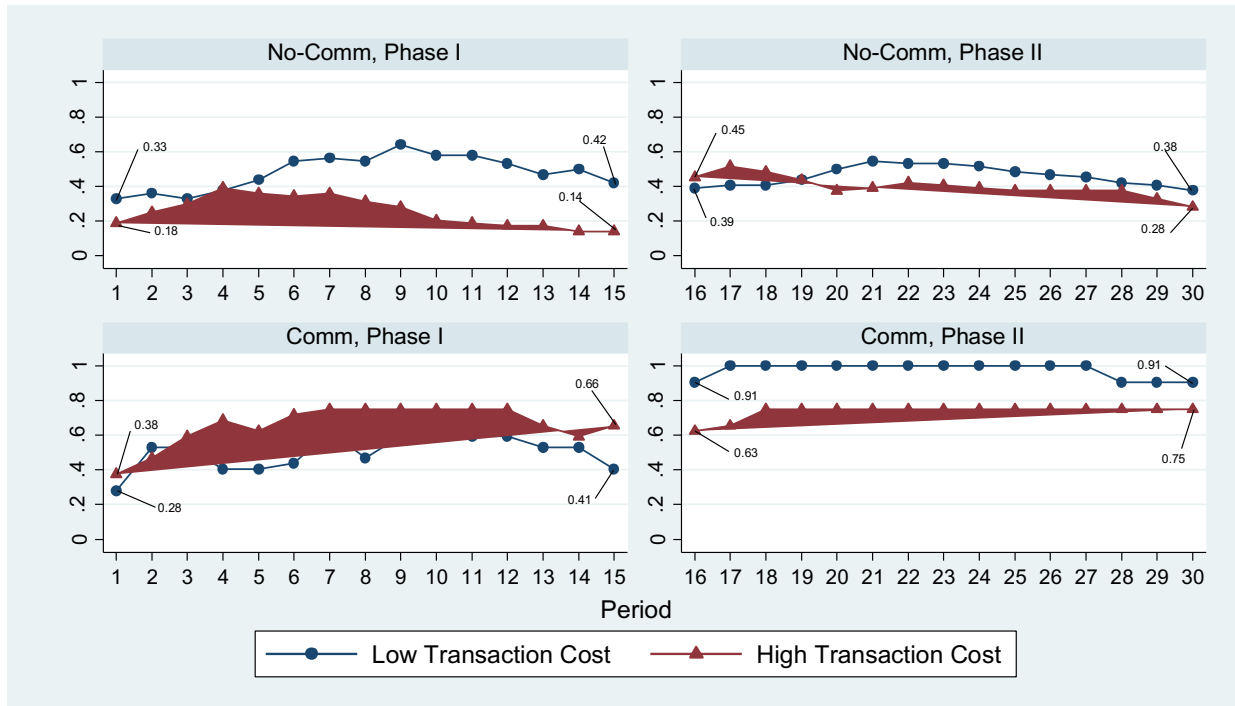 No-Comm, Phase I
No-Comm, Phase II
0 .2 .4 .6 .8 1
0.33
0.18
0.42
0.14
1 2 3 4 5 6 7 8 9 10 11 12 13 14 15
0 .2 .4 .6 .8 1
0.45
0.39
0.38
0.28
16 17 18 19 20 21 22 23 24 25 26 27 28 29 30
Comm, Phase I
Comm, Phase II
0 .2 .4 .6 .8 1
0.38
0.28
0.66
0.41
1 2 3 4 5 6 7 8 9 10 11 12 13 14 15
0 .2 .4 .6 .8 1
0.91
0.63
0.91
0.75
16 17 18 19 20 21 22 23 24 25 26 27 28 29 30
Period
Low Transaction Cost
High Transaction Cost